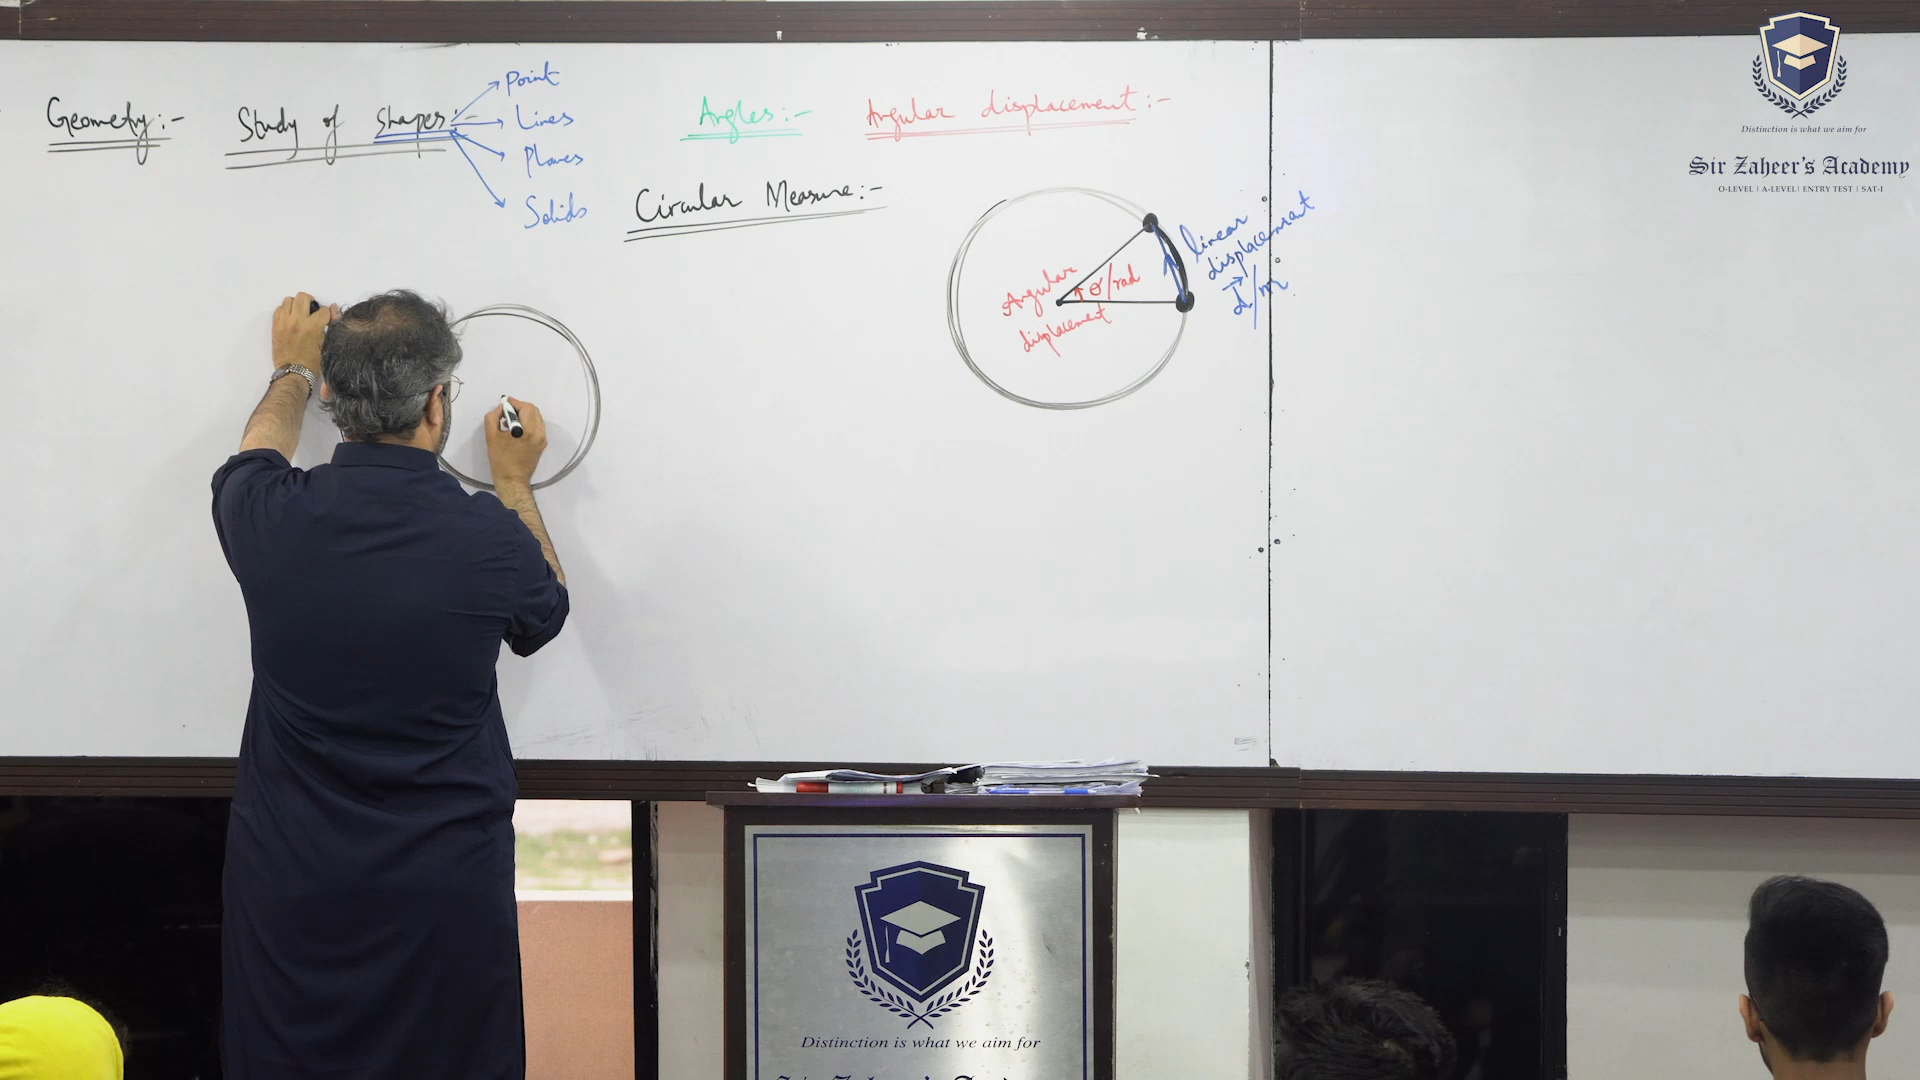 Geometry:- Study of Shapes:-
Point
Lines
Planes
Solids
Angles:- Angular displacement:-
Circular Measure:-
Angular
displacement
θ/rad
linear
displacement
d/m
Distinction is what we aim for
Sir Zaheer's Academy
O-LEVEL | A-LEVEL | ENTRY TEST | SAT-I
Distinction is what we aim for